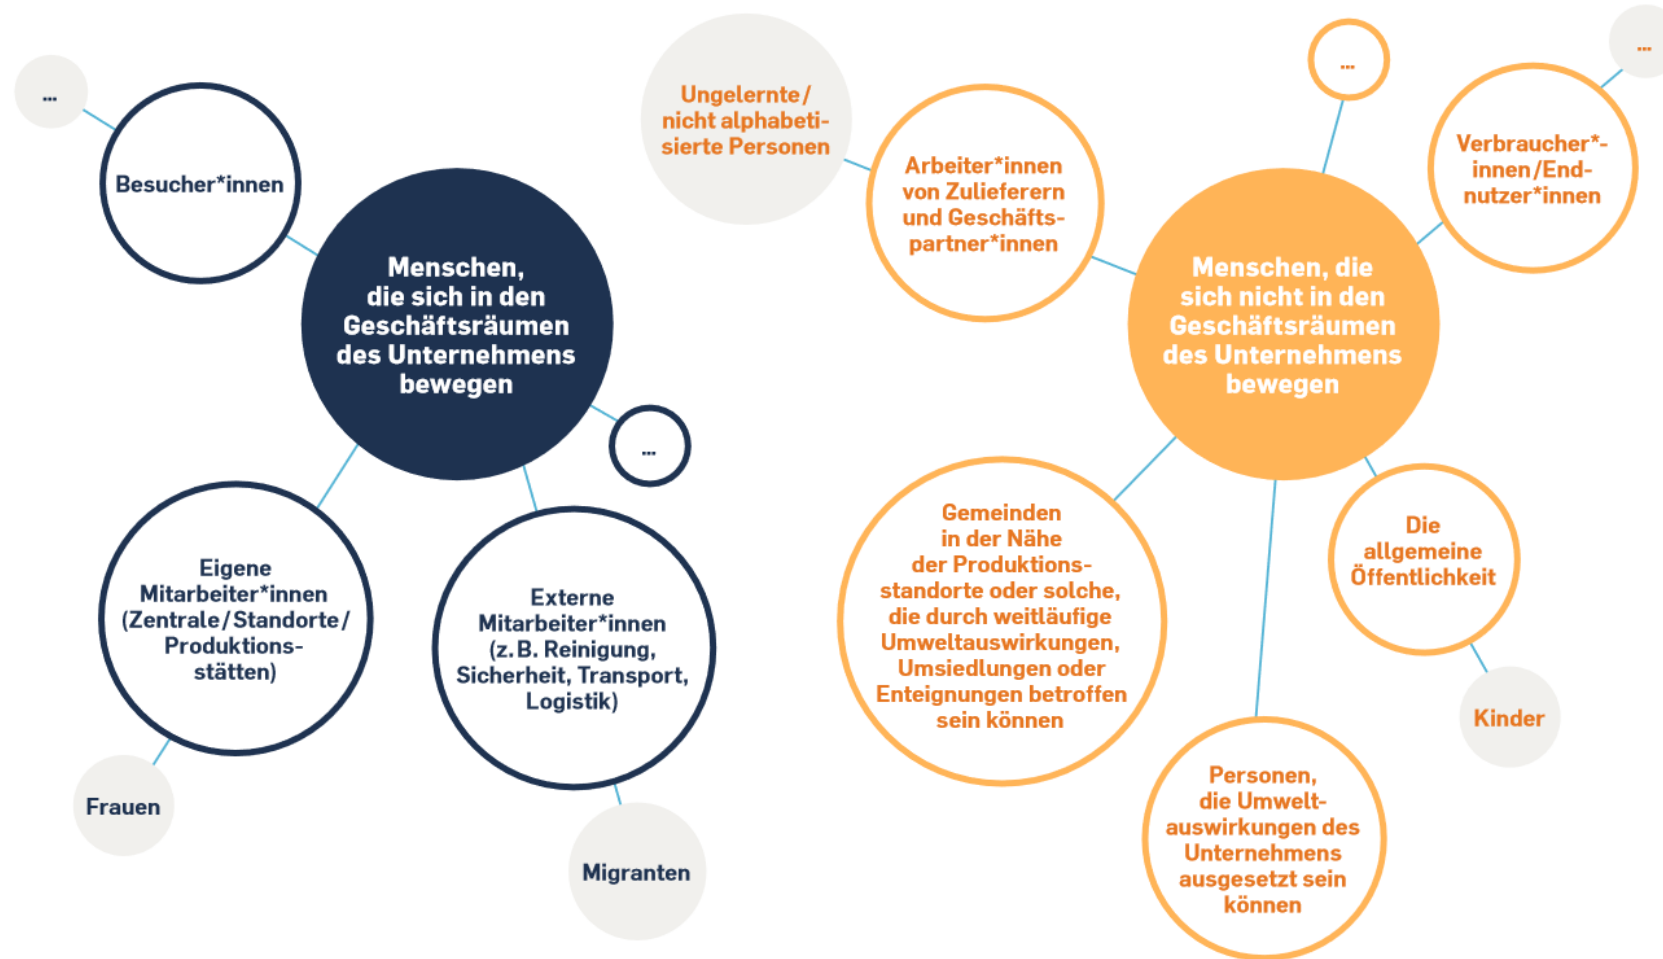 ...
Besucher*innen
Menschen,
die sich in den
Geschäftsräumen
des Unternehmens
bewegen
...
Eigene
Mitarbeiter*innen
(Zentrale/Standorte/
Produktions-
stätten)
Frauen
Externe
Mitarbeiter*innen
(z.B. Reinigung,
Sicherheit, Transport,
Logistik)
Migranten
Ungelernte/
nicht alphabeti-
sierte Personen
Arbeiter*innen
von Zulieferern
und Geschäfts-
partner*innen
...
...
Verbraucher*-
innen/End-
nutzer*innen
Menschen, die
sich nicht in den
Geschäftsräumen
des Unternehmens
bewegen
Gemeinden
in der Nähe
der Produktions-
standorte oder solche,
die durch weitläufige
Umweltauswirkungen,
Umsiedlungen oder
Enteignungen betroffen
sein können
Die
allgemeine
Öffentlichkeit
Kinder
Personen,
die Umwelt-
auswirkungen des
Unternehmens
ausgesetzt sein
können